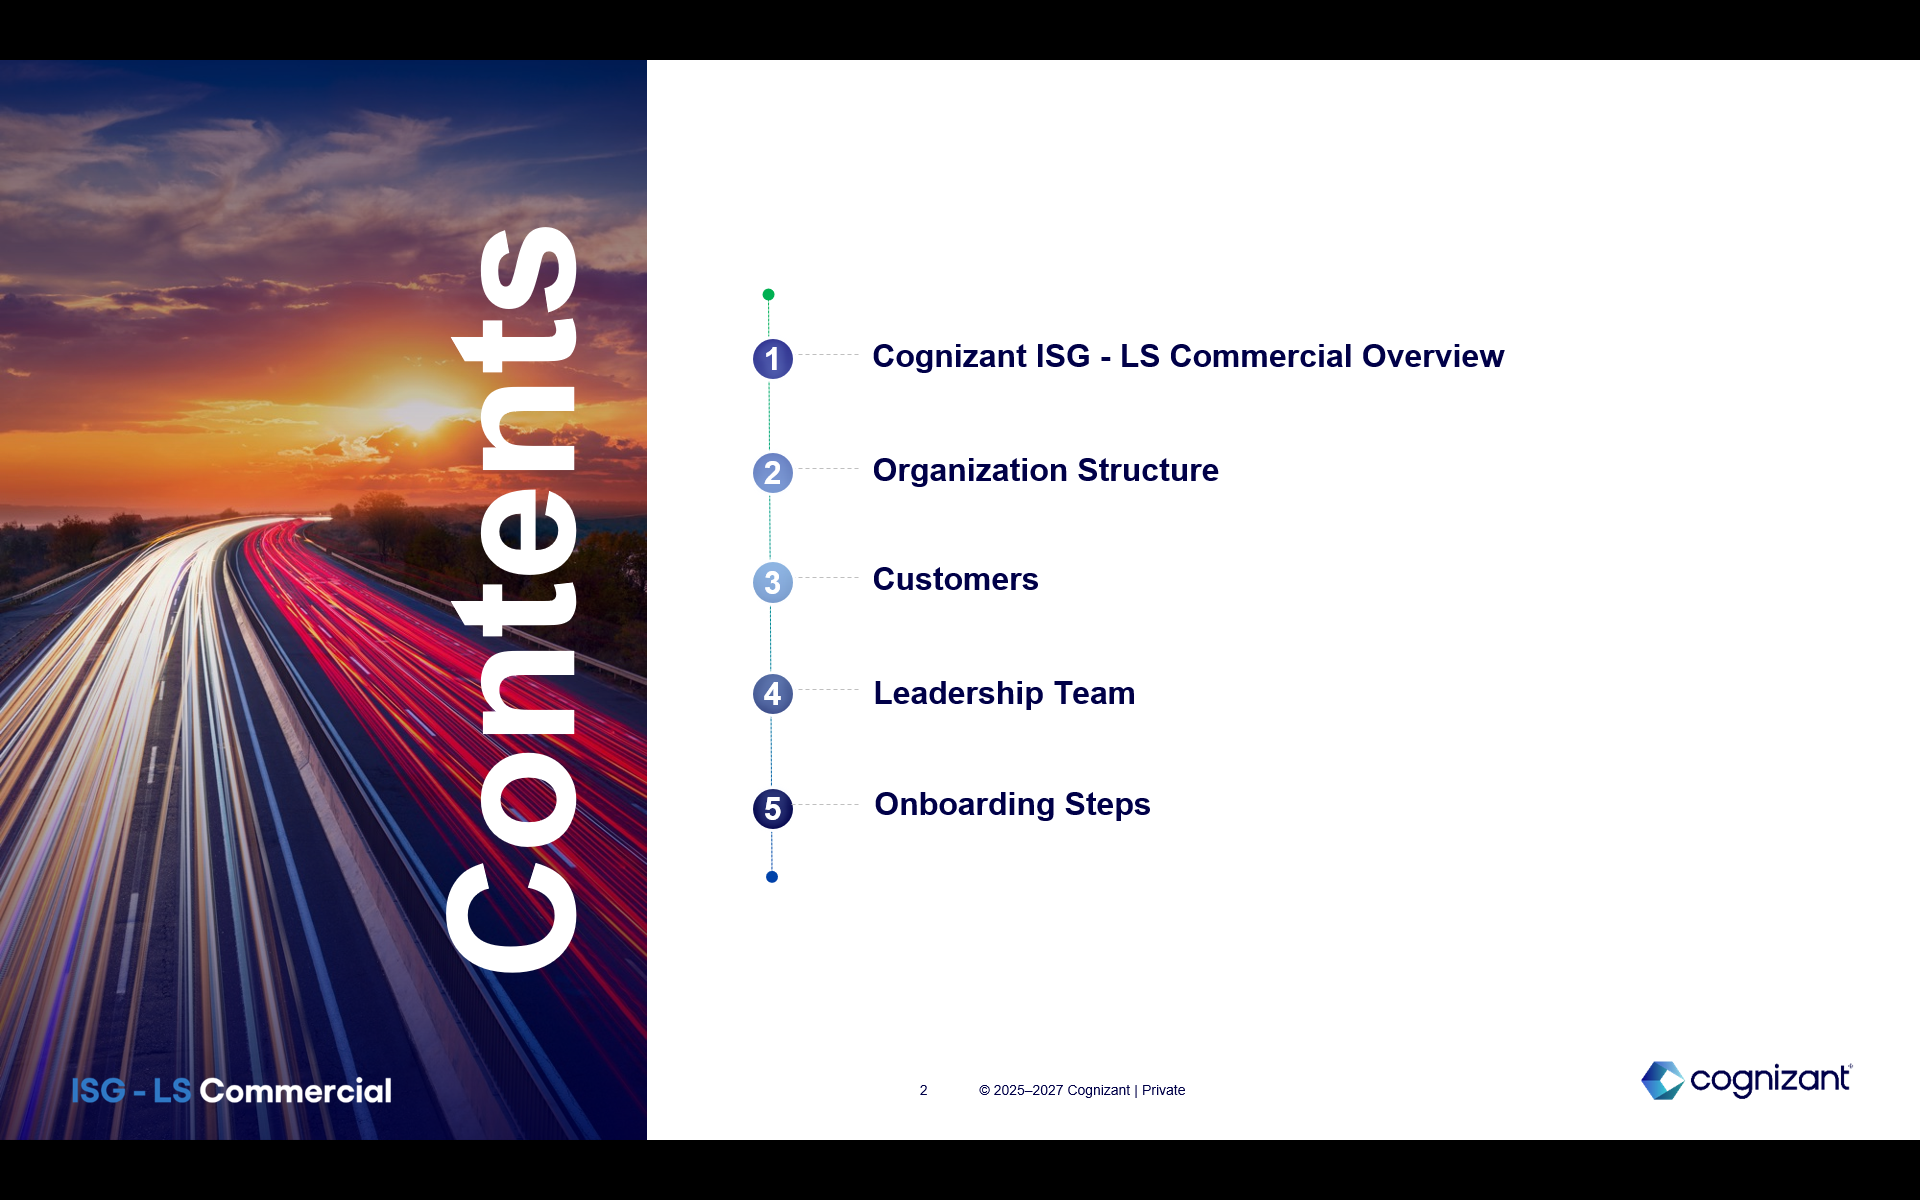 Contents
1 Cognizant ISG - LS Commercial Overview
2 Organization Structure
3 Customers
4 Leadership Team
5 Onboarding Steps
ISG - LS Commercial
2 © 2025–2027 Cognizant | Private
cognizant®